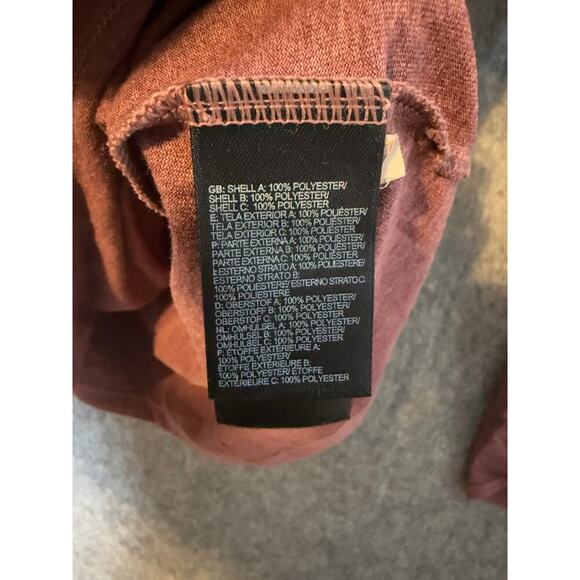 GB: SHELL A: 100% POLYESTER/
SHELL B: 100% POLYESTER/
SHELL C: 100% POLYESTER
E: TELA EXTERIOR A: 100% POLIÉSTER/
TELA EXTERIOR B: 100% POLIÉSTER/
TELA EXTERIOR C: 100% POLIÉSTER
P: PARTE EXTERNA A: 100% POLIÉSTER/
PARTE EXTERNA B: 100% POLIÉSTER/
PARTE EXTERNA C: 100% POLIÉSTER
I: ESTERNO STRATO A: 100% POLIESTERE/
ESTERNO STRATO B:
100% POLIESTERE/ ESTERNO STRATO C:
100% POLIESTERE
D: OBERSTOF A: 100% POLYESTER/
OBERSTOFF B: 100% POLYESTER/
OBERSTOF C: 100% POLYESTER
NL: OMHULSEL A: 100% POLYESTER/
OMHULSEL B: 100% POLYESTER/
OMHULSEL C: 100% POLYESTER
F: ÉTOFFE EXTÉRIEURE A:
100% POLYESTER/
ÉTOFFE EXTÉRIEURE B:
100% POLYESTER/ ÉTOFFE
EXTÉRIEURE C: 100% POLYESTER